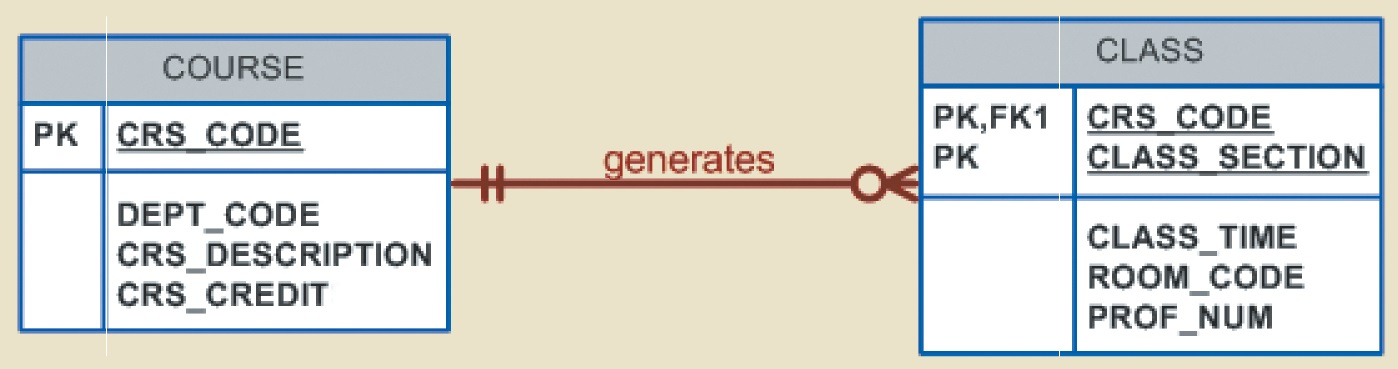 COURSE
PK CRS_CODE
DEPT_CODE
CRS_DESCRIPTION
CRS_CREDIT
generates
CLASS
PK,FK1 CRS_CODE
PK CLASS_SECTION
CLASS_TIME
ROOM_CODE
PROF_NUM